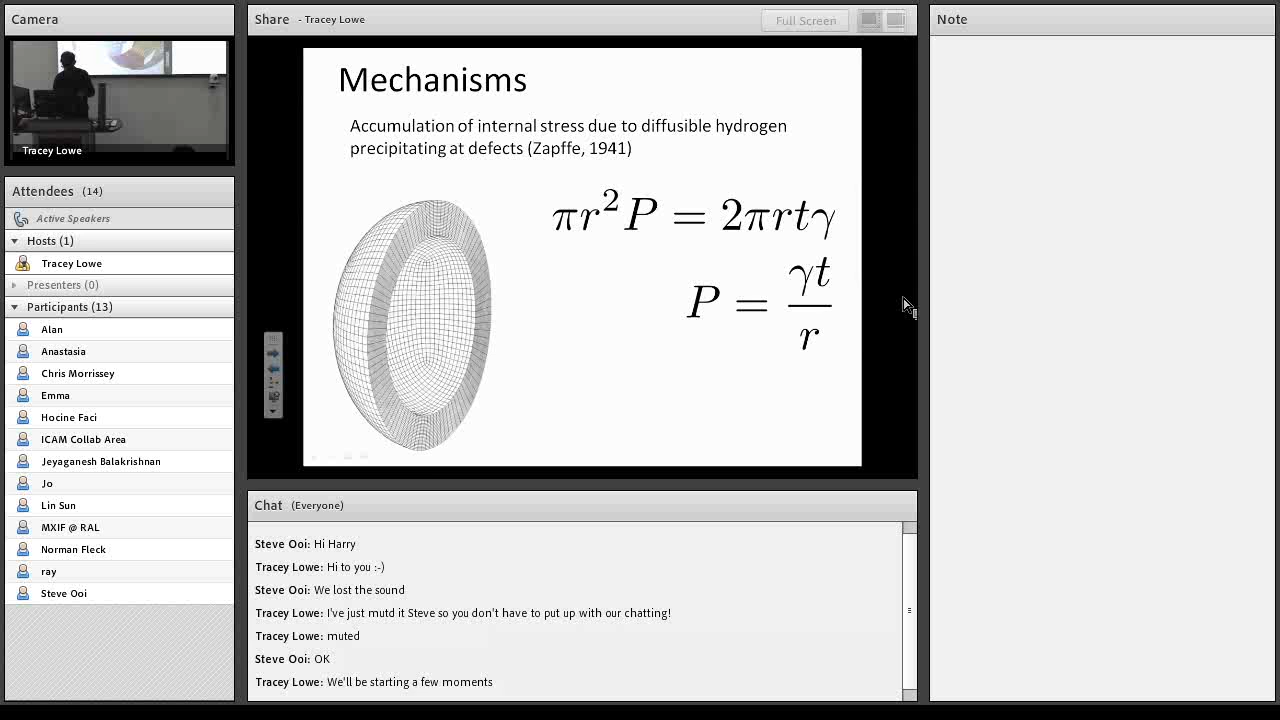 Camera
Tracey Lowe
Attendees (14)
Active Speakers
Hosts (1)
Tracey Lowe
Presenters (0)
Participants (13)
Alan
Anastasia
Chris Morrissey
Emma
Hocine Faci
ICAM Collab Area
Jeyaganesh Balakrishnan
Jo
Lin Sun
MXIF @ RAL
Norman Fleck
ray
Steve Ooi
Share - Tracey Lowe
Full Screen
Mechanisms
Accumulation of internal stress due to diffusible hydrogen
precipitating at defects (Zapffe, 1941)
πr²P = 2πrtγ
P = γt/r
Chat (Everyone)
Steve Ooi: Hi Harry
Tracey Lowe: Hi to you :-)
Steve Ooi: We lost the sound
Tracey Lowe: I've just mutd it Steve so you don't have to put up with our chatting!
Tracey Lowe: muted
Steve Ooi: OK
Tracey Lowe: We'll be starting a few moments
Note